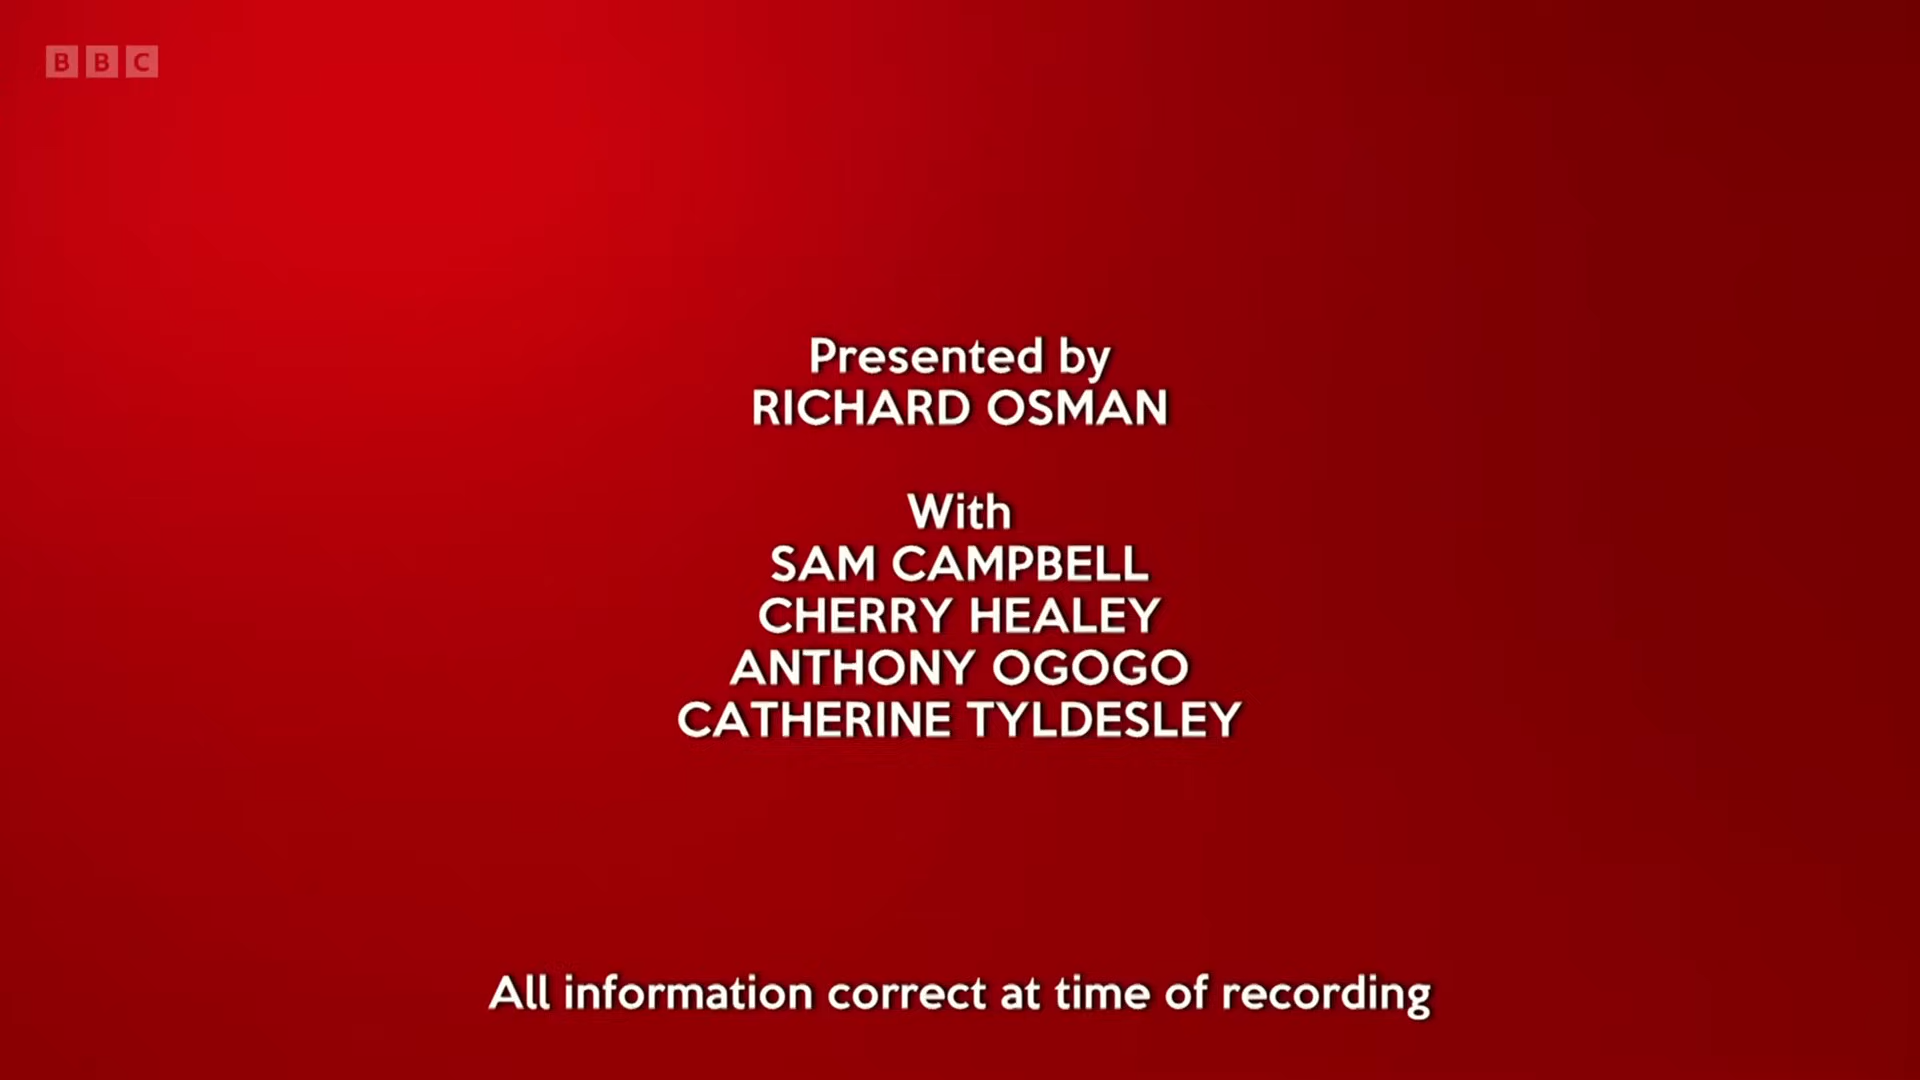 BBC
Presented by
RICHARD OSMAN
With
SAM CAMPBELL
CHERRY HEALEY
ANTHONY OGOGO
CATHERINE TYLDESLEY
All information correct at time of recording